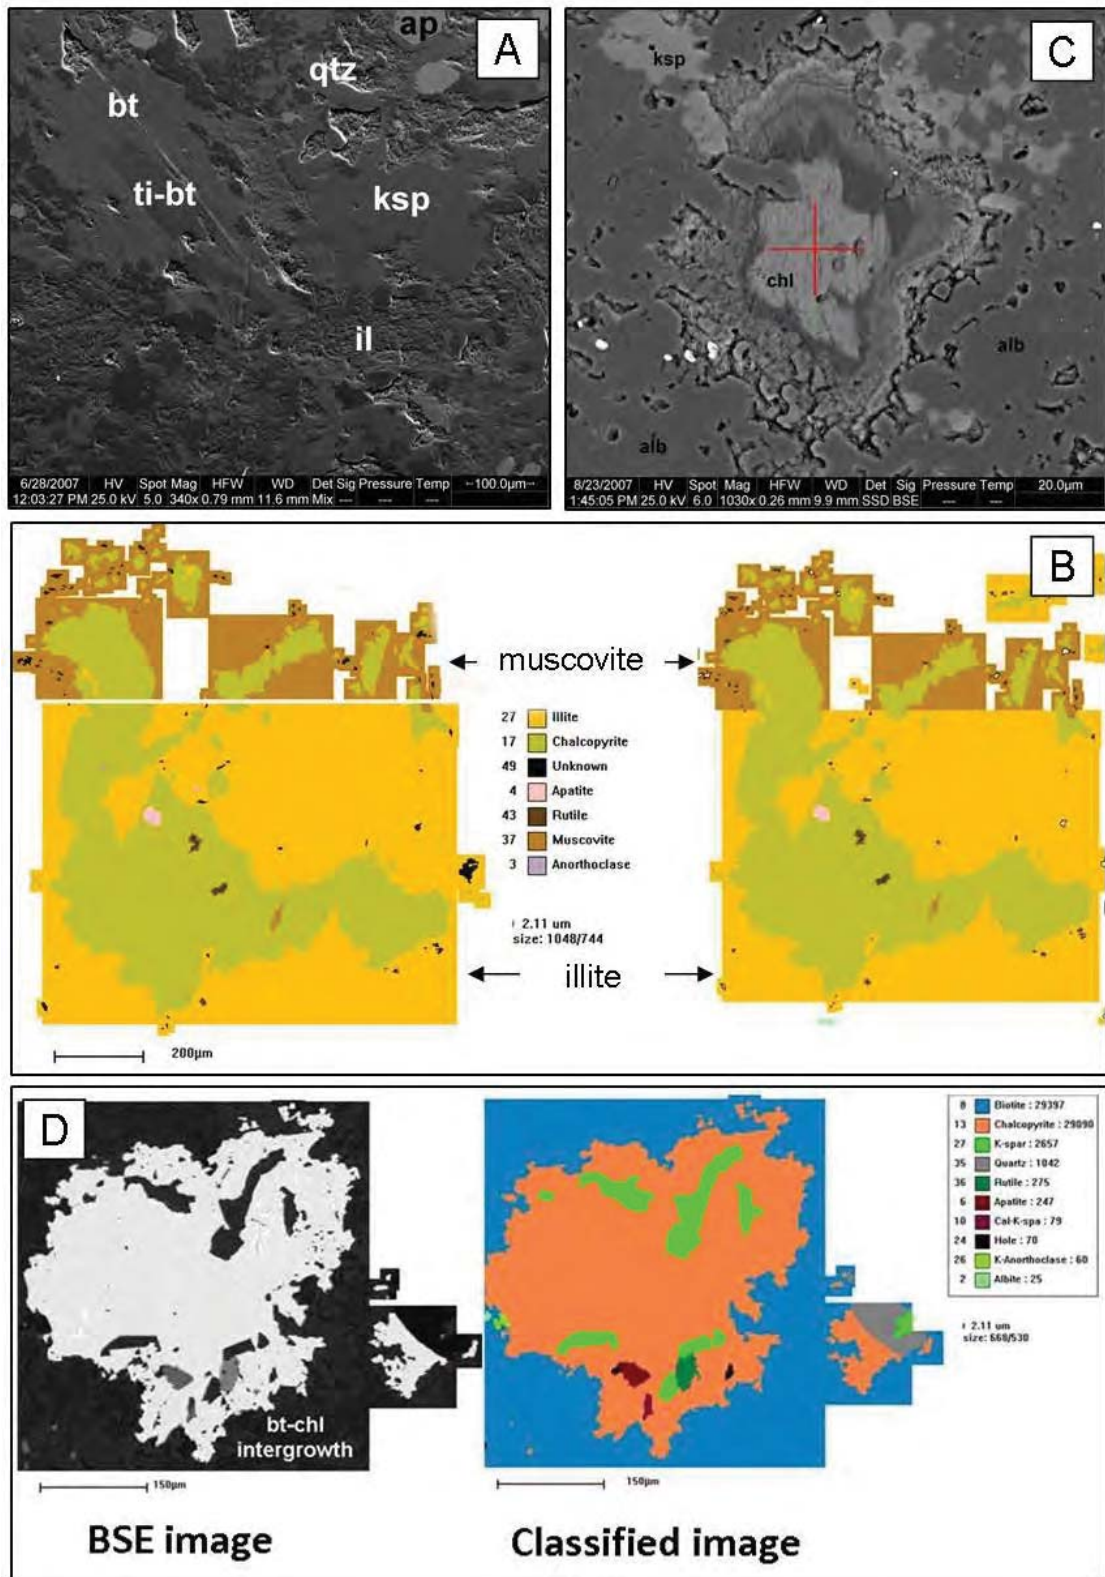 A
ap
qtz
bt
ti-bt
ksp
il
6/28/2007 HV Spot Mag HFW WD Det Sig Pressure Temp ←100.0µm→
12:03:27 PM 25.0 kV 5.0 340x 0.79 mm 11.6 mm Mix --- --- ---
C
ksp
chl
alb
alb
8/23/2007 HV Spot Mag HFW WD Det Sig Pressure Temp 20.0µm
1:45:05 PM 25.0 kV 6.0 1030x 0.26 mm 9.9 mm SSD BSE --- ---
B
muscovite
27 Illite
17 Chalcopyrite
49 Unknown
4 Apatite
43 Rutile
37 Muscovite
3 Anorthoclase
2.11 um
size: 1048/744
illite
200µm
D
bt-chl
intergrowth
150µm
BSE image
150µm
Classified image
8 Biotite : 29397
13 Chalcopyrite : 29090
27 K-spar : 2657
35 Quartz : 1042
36 Rutile : 275
6 Apatite : 247
10 Cal-K-spa : 79
24 Hole : 70
26 K-Anorthoclase : 60
2 Albite : 25
2.11 um
size: 668/530